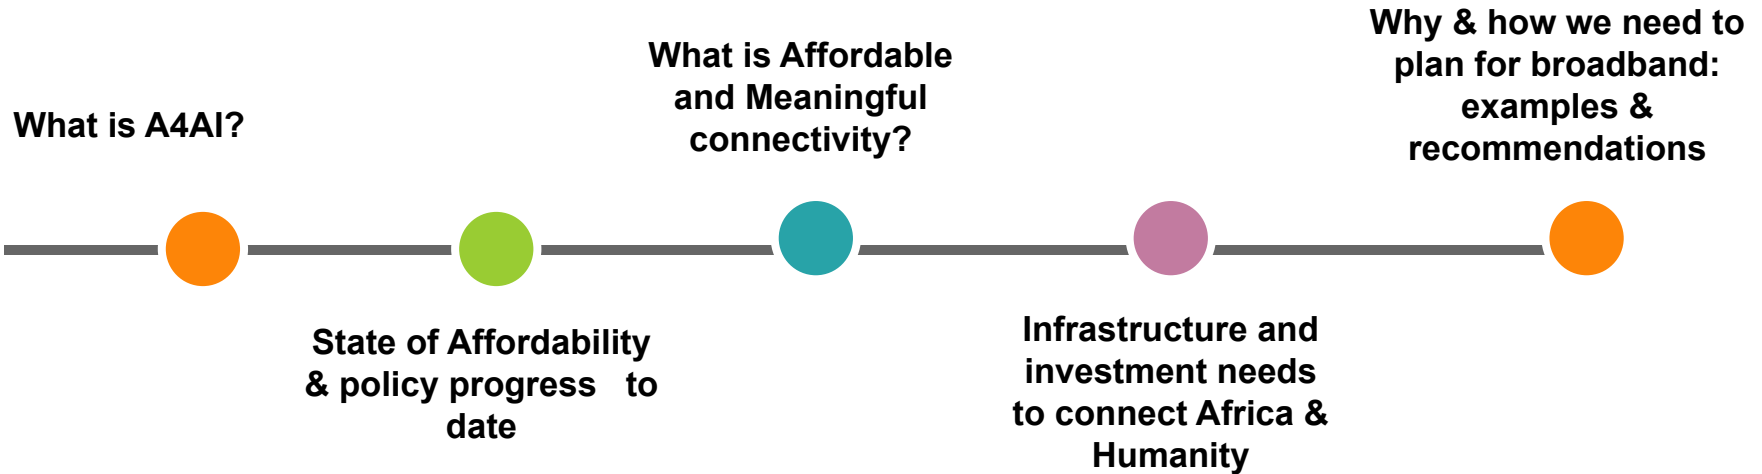 What is A4AI?
State of Affordability
& policy progress to
date
What is Affordable
and Meaningful
connectivity?
Infrastructure and
investment needs
to connect Africa &
Humanity
Why & how we need to
plan for broadband:
examples &
recommendations